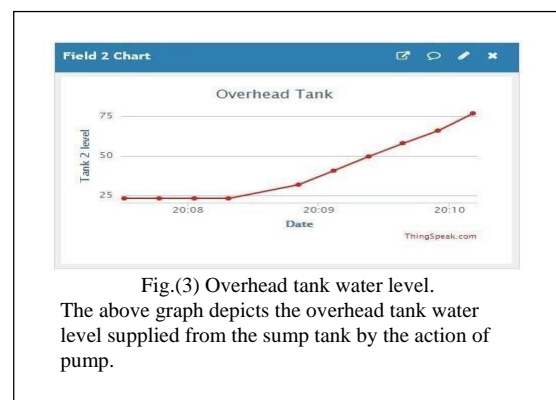 Field 2 Chart
Overhead Tank
75
50
25
Tank 2 level
20:08 20:09 20:10
Date
ThingSpeak.com
Fig.(3) Overhead tank water level.
The above graph depicts the overhead tank water
level supplied from the sump tank by the action of
pump.